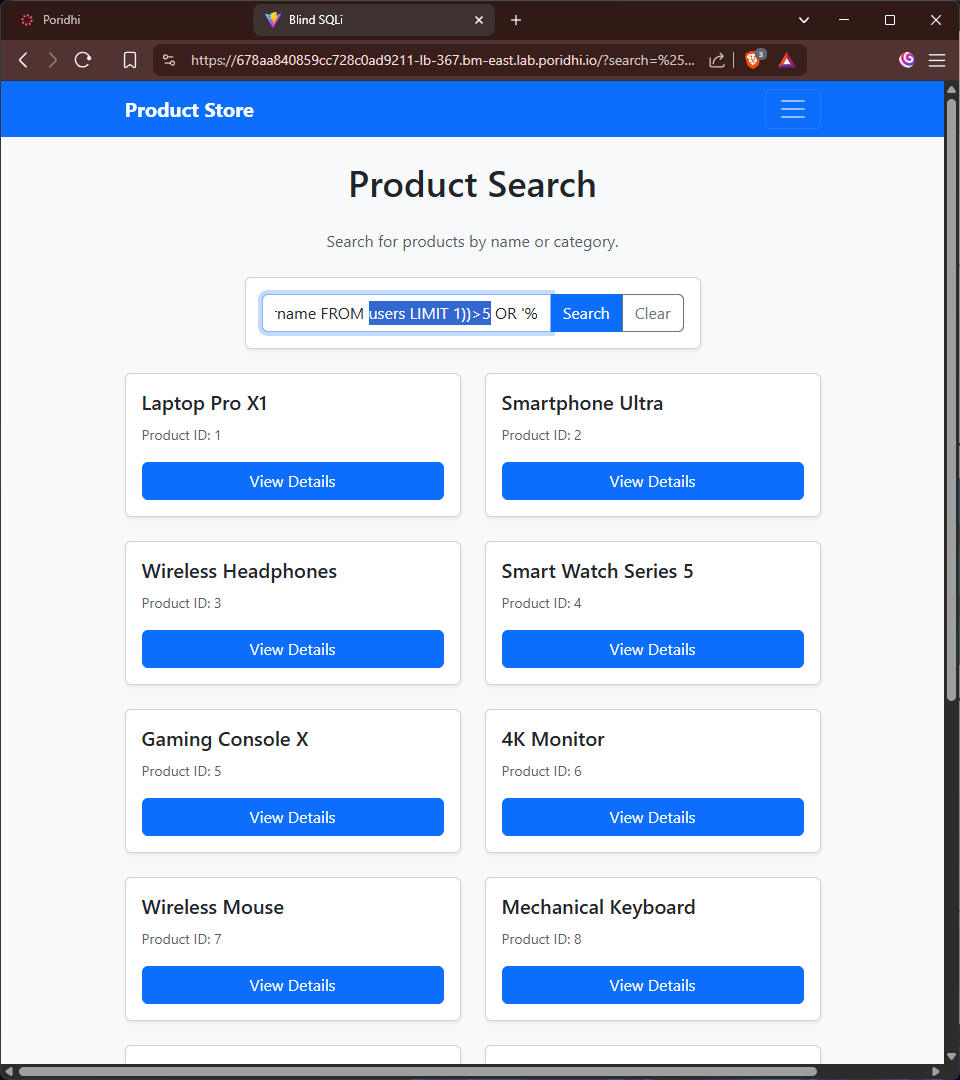 Poridhi
Blind SQLi
https://678aa840859cc728c0ad9211-lb-367.bm-east.lab.poridhi.io/?search=%25...
3
Product Store
Product Search
Search for products by name or category.
name FROM users LIMIT 1))>5 OR '%
Search
Clear
Laptop Pro X1
Product ID: 1
View Details
Smartphone Ultra
Product ID: 2
View Details
Wireless Headphones
Product ID: 3
View Details
Smart Watch Series 5
Product ID: 4
View Details
Gaming Console X
Product ID: 5
View Details
4K Monitor
Product ID: 6
View Details
Wireless Mouse
Product ID: 7
View Details
Mechanical Keyboard
Product ID: 8
View Details